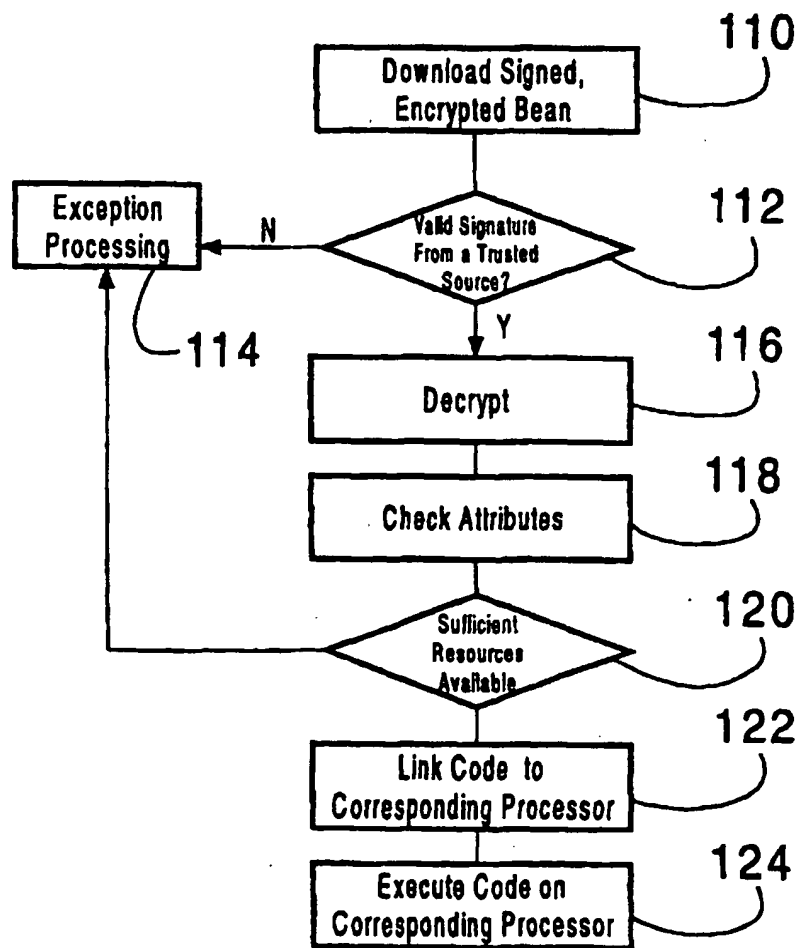 110
Download Signed,
Encrypted Bean
Exception
Processing
N
Valid Signature
From a Trusted
Source?
112
114
Y
116
Decrypt
118
Check Attributes
120
Sufficient
Resources
Available
122
Link Code to
Corresponding Processor
124
Execute Code on
Corresponding Processor